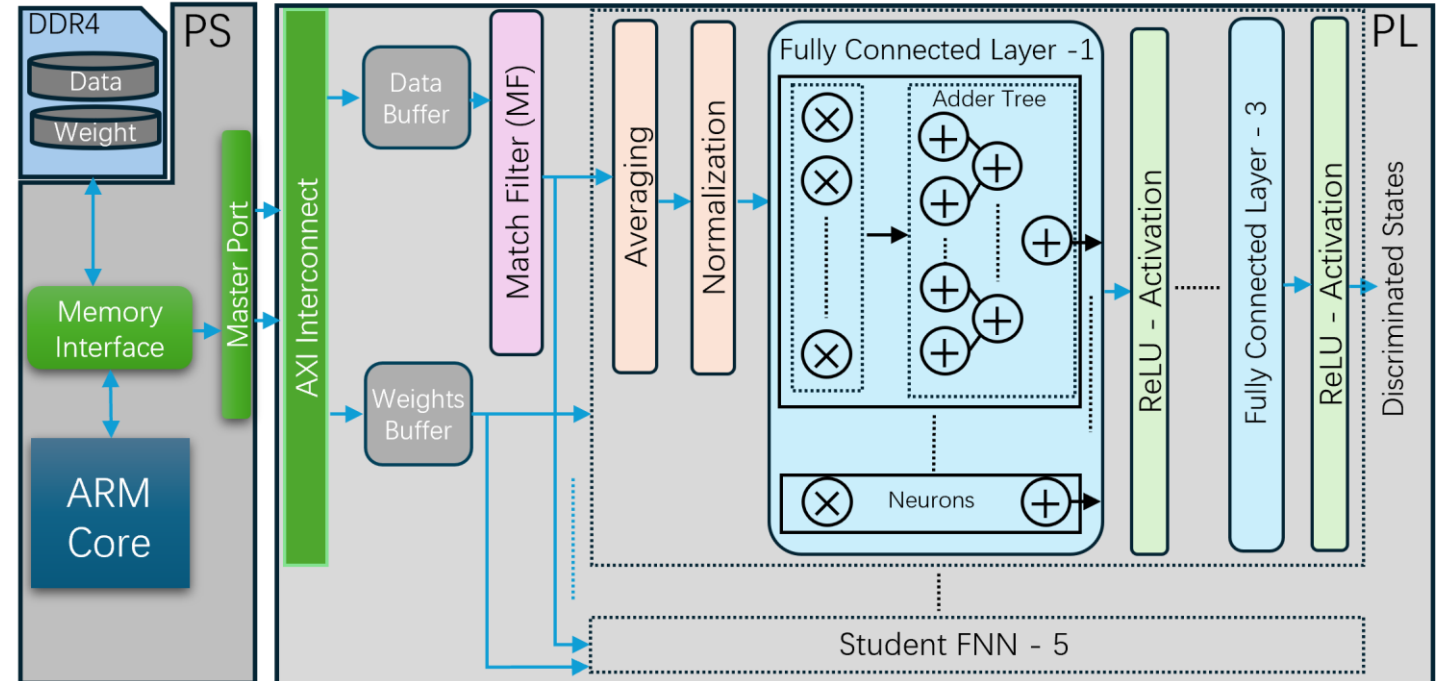 DDR4
PS
Data
Weight
Master Port
Memory
Interface
ARM
Core
AXI Interconnect
Data
Buffer
Weights
Buffer
Match Filter (MF)
Averaging
Normalization
Fully Connected Layer -1
Adder Tree
Neurons
ReLU - Activation
Fully Connected Layer - 3
ReLU - Activation
PL
Discriminated States
Student FNN - 5